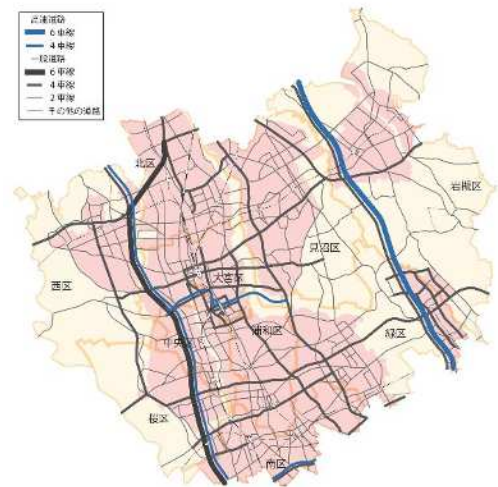 高速道路
6車線
4車線
一般道路
6車線
4車線
2車線
その他の道路
北区
岩槻区
見沼区
西区
大宮区
緑区
中央区
浦和区
桜区
南区